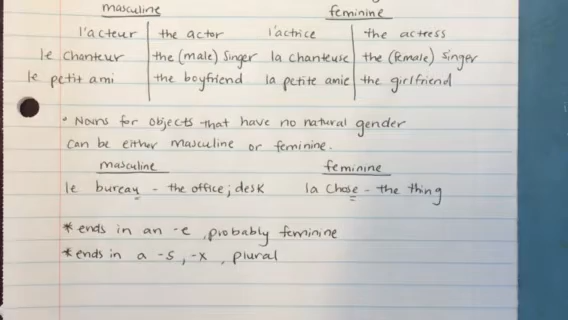 masculine feminine
l'acteur the actor l'actrice the actress
le chanteur the (male) singer la chanteuse the (female) singer
le petit ami the boyfriend la petite amie the girlfriend
• Nouns for objects that have no natural gender
can be either masculine or feminine.
masculine feminine
le bureau - the office; desk la chose - the thing
* ends in an -e, probably feminine
* ends in a -s, -x, plural